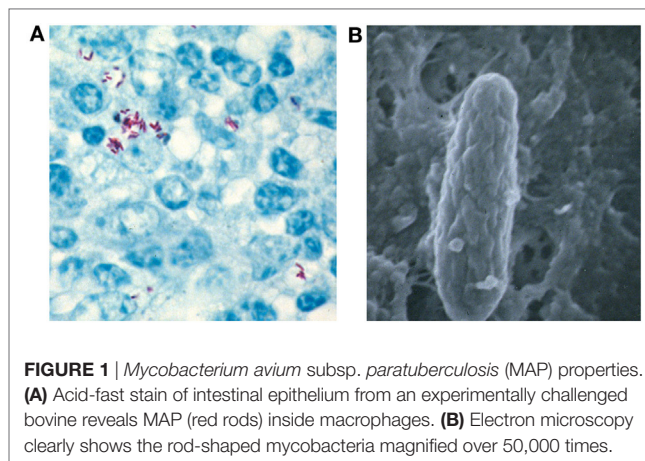 A
B
FIGURE 1 | Mycobacterium avium subsp. paratuberculosis (MAP) properties.
(A) Acid-fast stain of intestinal epithelium from an experimentally challenged
bovine reveals MAP (red rods) inside macrophages. (B) Electron microscopy
clearly shows the rod-shaped mycobacteria magnified over 50,000 times.